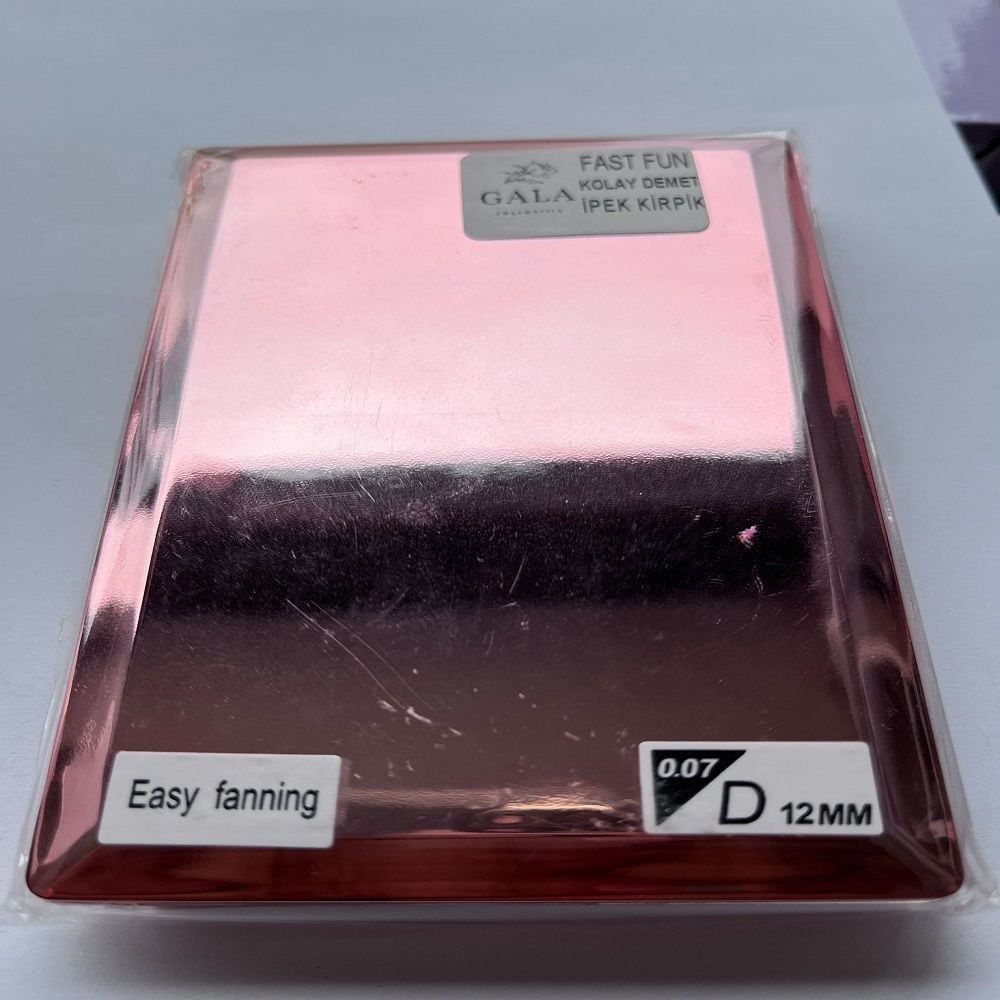 GALA
FAST FUN
KOLAY DEMET
İPEK KİRPİK
Easy fanning
0.07
D 12MM